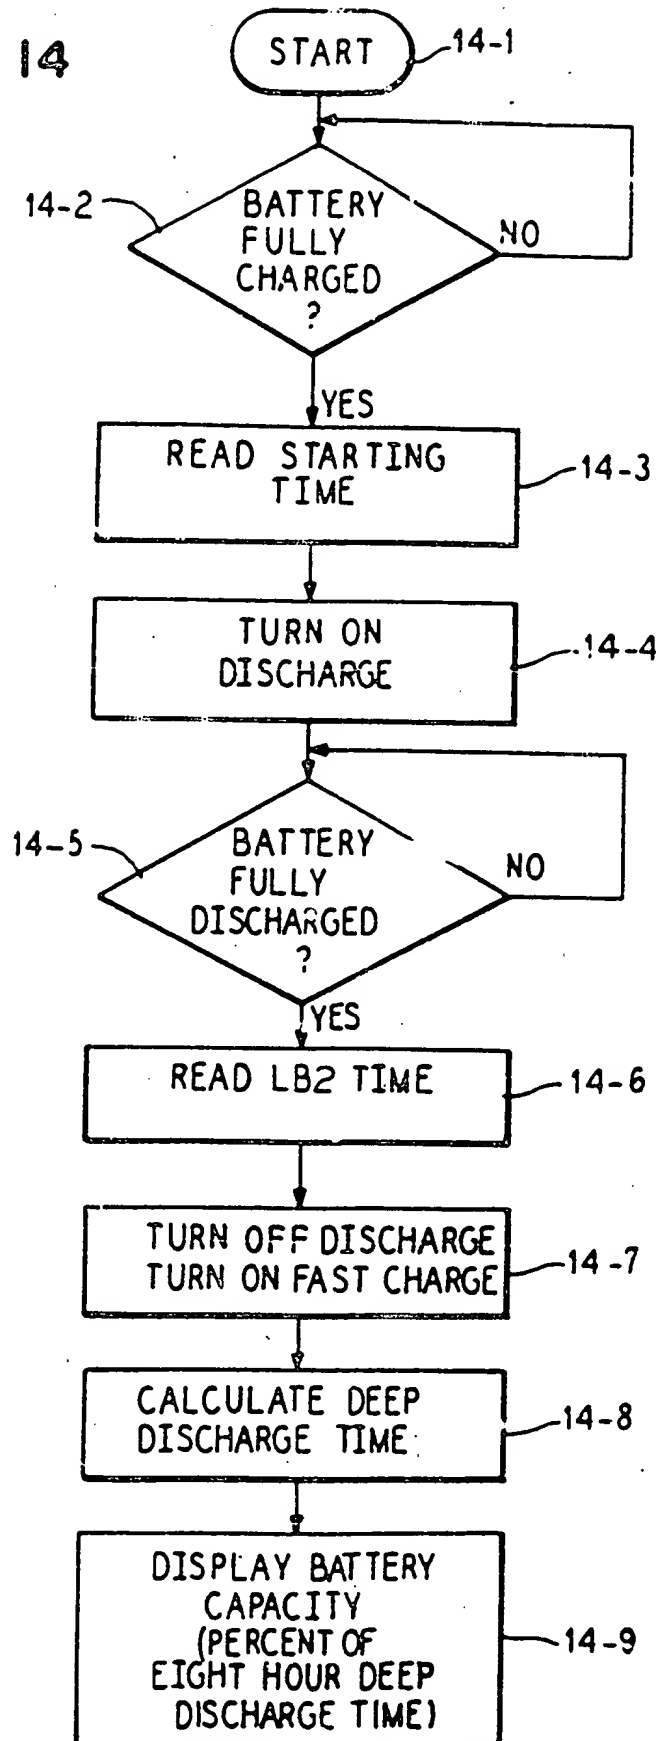 14
START
14-1
14-2
BATTERY
FULLY
CHARGED
?
NO
YES
READ STARTING
TIME
14-3
TURN ON
DISCHARGE
14-4
14-5
BATTERY
FULLY
DISCHARGED
?
NO
YES
READ LB2 TIME
14-6
TURN OFF DISCHARGE
TURN ON FAST CHARGE
14-7
CALCULATE DEEP
DISCHARGE TIME
14-8
DISPLAY BATTERY
CAPACITY
(PERCENT OF
EIGHT HOUR DEEP
DISCHARGE TIME)
14-9